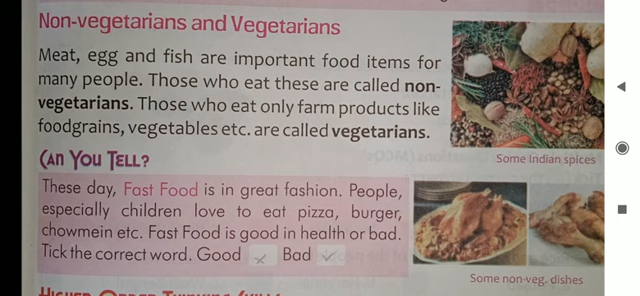 Non-vegetarians and Vegetarians
Meat, egg and fish are important food items for
many people. Those who eat these are called non-
vegetarians. Those who eat only farm products like
foodgrains, vegetables etc. are called vegetarians.
Some Indian spices
CAN YOU TELL?
These day, Fast Food is in great fashion. People,
especially children love to eat pizza, burger,
chowmein etc. Fast Food is good in health or bad.
Tick the correct word. Good × Bad ✓
Some non-veg. dishes